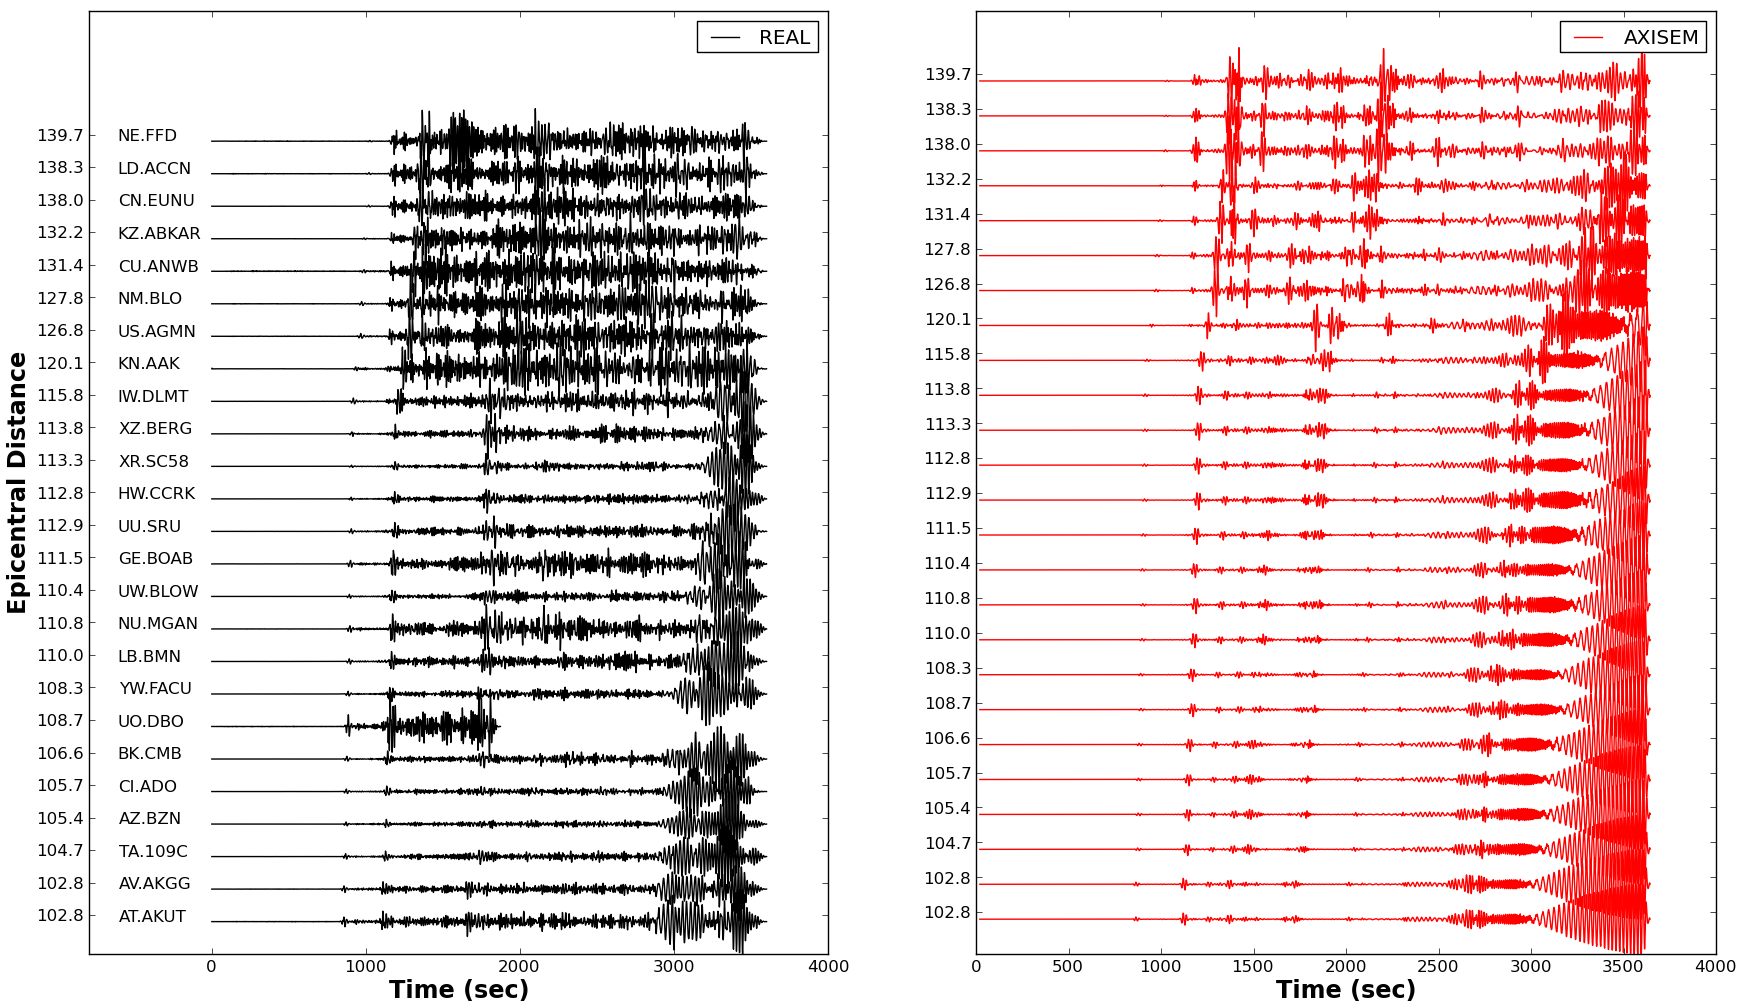 REAL
139.7 NE.FFD
138.3 LD.ACCN
138.0 CN.EUNU
132.2 KZ.ABKAR
131.4 CU.ANWB
127.8 NM.BLO
126.8 US.AGMN
120.1 KN.AAK
115.8 IW.DLMT
113.8 XZ.BERG
113.3 XR.SC58
112.8 HW.CCRK
112.9 UU.SRU
111.5 GE.BOAB
110.4 UW.BLOW
110.8 NU.MGAN
110.0 LB.BMN
108.3 YW.FACU
108.7 UO.DBO
106.6 BK.CMB
105.7 CI.ADO
105.4 AZ.BZN
104.7 TA.109C
102.8 AV.AKGG
102.8 AT.AKUT
Epicentral Distance
0 1000 2000 3000 4000
Time (sec)
AXISEM
139.7
138.3
138.0
132.2
131.4
127.8
126.8
120.1
115.8
113.8
113.3
112.8
112.9
111.5
110.4
110.8
110.0
108.3
108.7
106.6
105.7
105.4
104.7
102.8
102.8
0 500 1000 1500 2000 2500 3000 3500 4000
Time (sec)